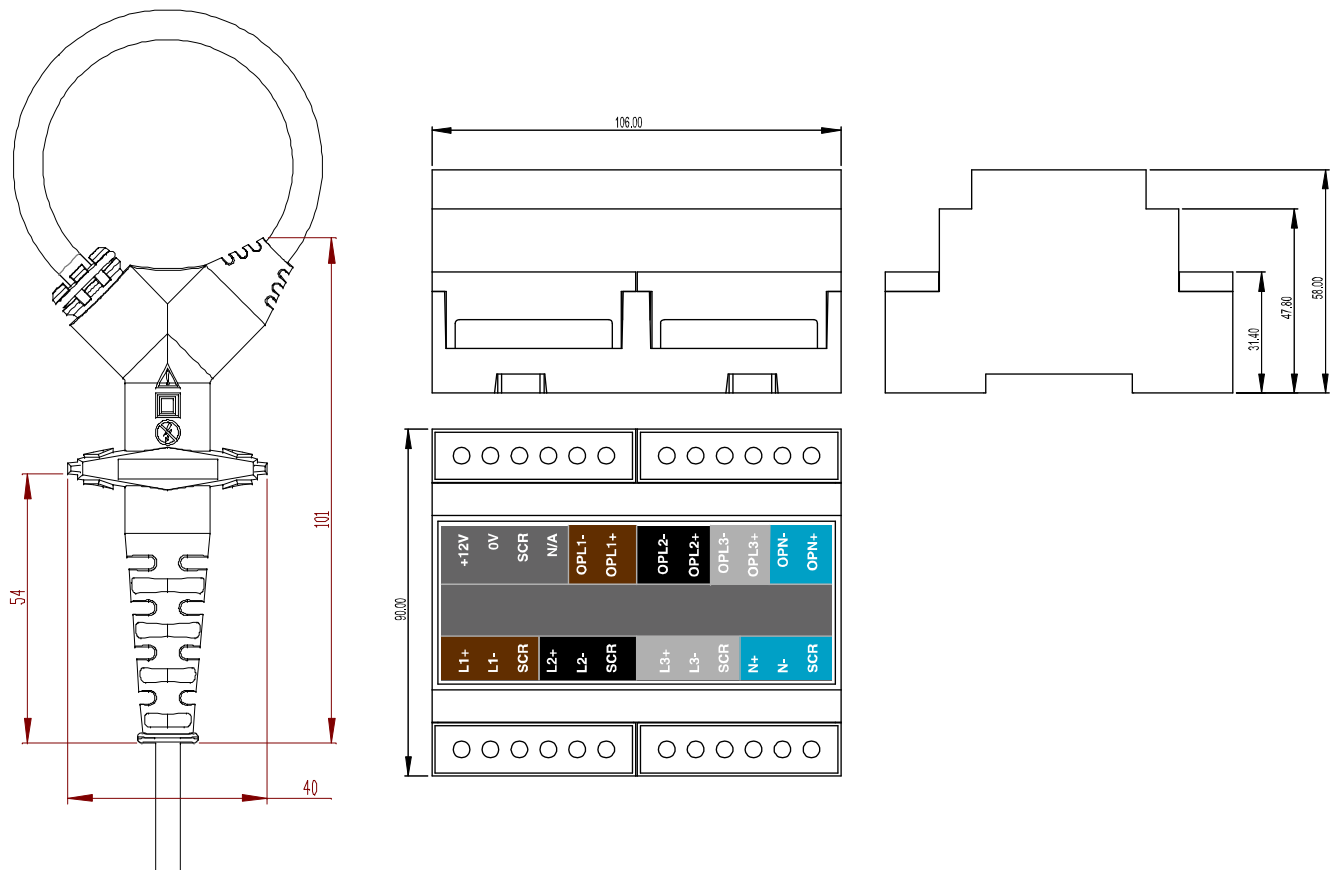 106.00
58.00
47.80
31.40
101
54
40
90.00
+12V
0V
SCR
N/A
OPL1-
OPL1+
OPL2-
OPL2+
OPL3-
OPL3+
OPN-
OPN+
L1+
L1-
SCR
L2+
L2-
SCR
L3+
L3-
SCR
N+
N-
SCR